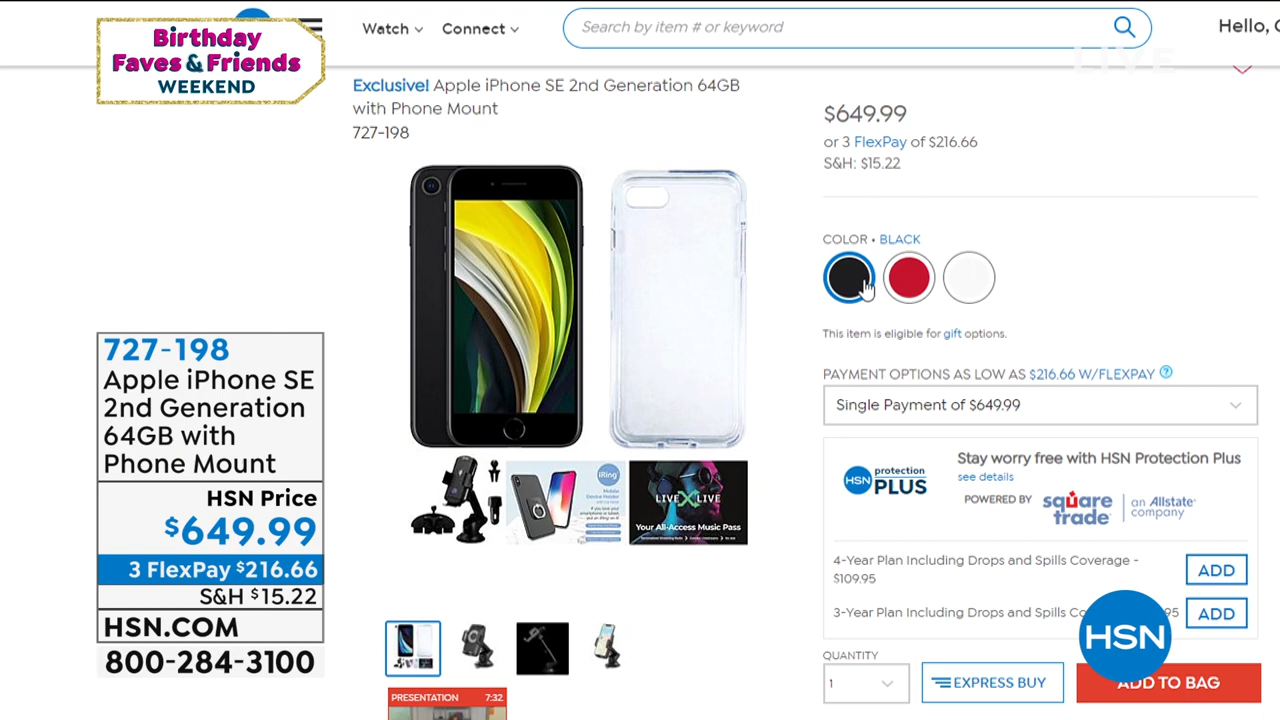 Birthday
Faves & Friends
WEEKEND
Watch
Connect
Search by item # or keyword
Hello,
LIVE
Exclusive! Apple iPhone SE 2nd Generation 64GB
with Phone Mount
727-198
$649.99
or 3 FlexPay of $216.66
S&H: $15.22
COLOR • BLACK
This item is eligible for gift options.
PAYMENT OPTIONS AS LOW AS $216.66 W/FLEXPAY ?
Single Payment of $649.99
HSN protection
PLUS
Stay worry free with HSN Protection Plus
see details
POWERED BY square trade | an Allstate company
4-Year Plan Including Drops and Spills Coverage -
$109.95
ADD
3-Year Plan Including Drops and Spills
95
ADD
QUANTITY
1
EXPRESS BUY
ADD TO BAG
HSN
727-198
Apple iPhone SE
2nd Generation
64GB with
Phone Mount
HSN Price
$649.99
3 FlexPay $216.66
S&H $15.22
HSN.COM
800-284-3100
iRing
Mobile
Device Holder
LIVEXLIVE
Your All-Access Music Pass
PRESENTATION 7:32